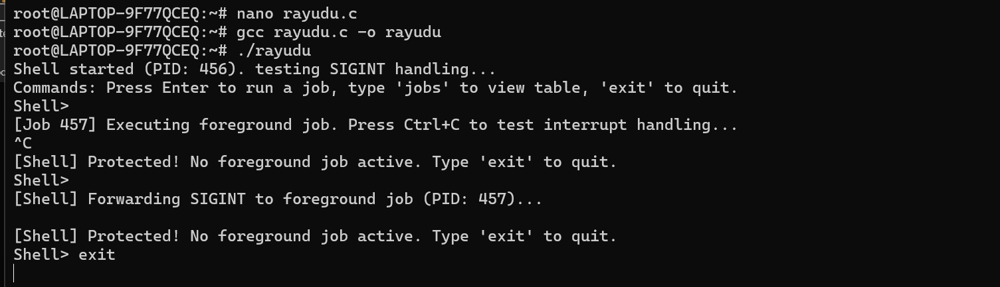 root@LAPTOP-9F77QCEQ:~# nano rayudu.c
root@LAPTOP-9F77QCEQ:~# gcc rayudu.c -o rayudu
root@LAPTOP-9F77QCEQ:~# ./rayudu
Shell started (PID: 456). testing SIGINT handling...
Commands: Press Enter to run a job, type 'jobs' to view table, 'exit' to quit.
Shell>
[Job 457] Executing foreground job. Press Ctrl+C to test interrupt handling...
^C
[Shell] Protected! No foreground job active. Type 'exit' to quit.
Shell>
[Shell] Forwarding SIGINT to foreground job (PID: 457)...
[Shell] Protected! No foreground job active. Type 'exit' to quit.
Shell> exit